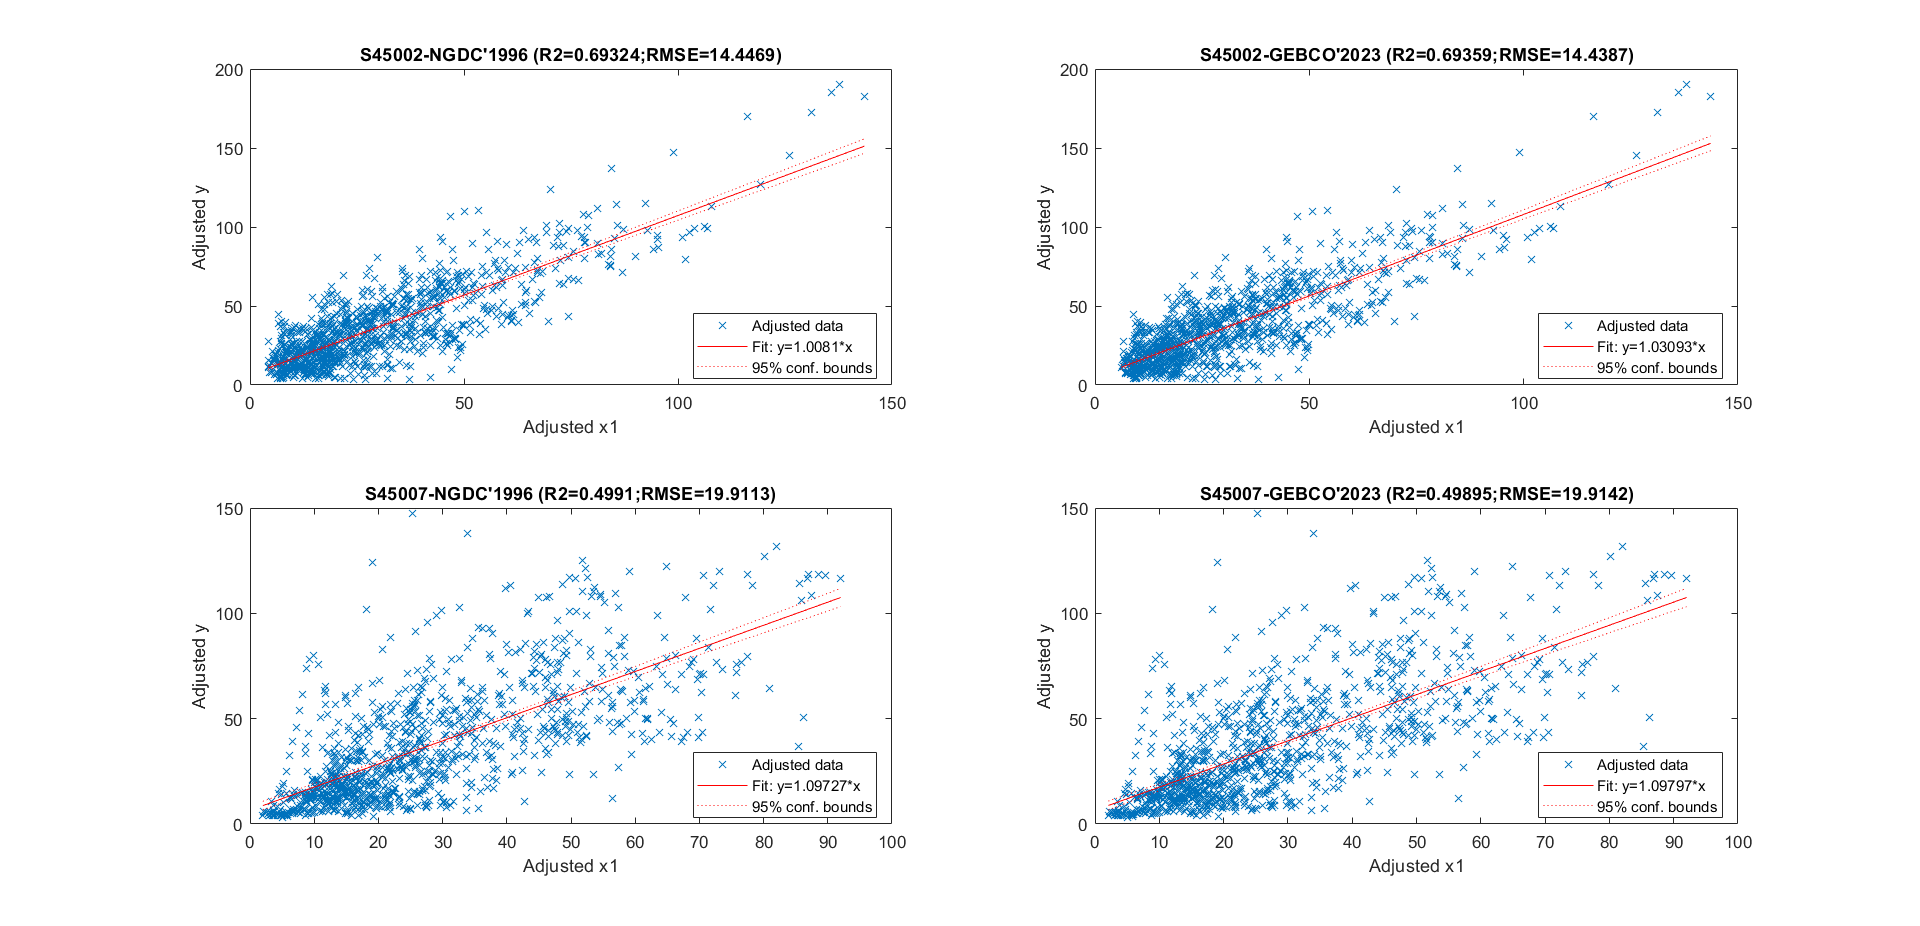 S45002-NGDC'1996 (R2=0.69324;RMSE=14.4469)
200
150
100
50
0
Adjusted y
0 50 100 150
Adjusted x1
Adjusted data
Fit: y=1.0081*x
95% conf. bounds
S45002-GEBCO'2023 (R2=0.69359;RMSE=14.4387)
200
150
100
50
0
Adjusted y
0 50 100 150
Adjusted x1
Adjusted data
Fit: y=1.03093*x
95% conf. bounds
S45007-NGDC'1996 (R2=0.4991;RMSE=19.9113)
150
100
50
0
Adjusted y
0 10 20 30 40 50 60 70 80 90 100
Adjusted x1
Adjusted data
Fit: y=1.09727*x
95% conf. bounds
S45007-GEBCO'2023 (R2=0.49895;RMSE=19.9142)
150
100
50
0
Adjusted y
0 10 20 30 40 50 60 70 80 90 100
Adjusted x1
Adjusted data
Fit: y=1.09797*x
95% conf. bounds